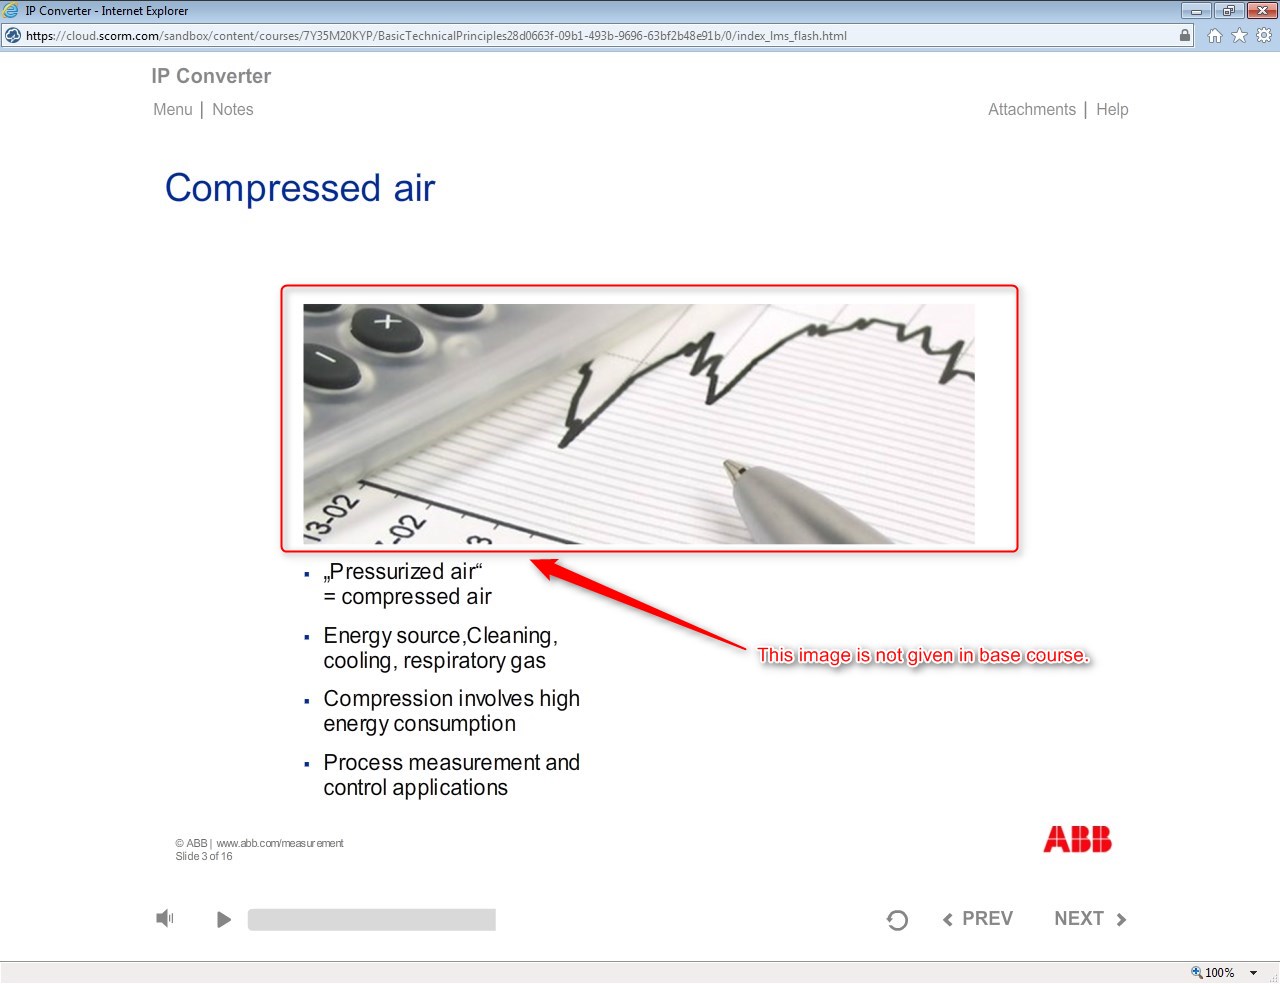 IP Converter - Internet Explorer
https://cloud.scorm.com/sandbox/content/courses/7Y35M20KYP/BasicTechnicalPrinciples28d0663f-09b1-493b-9696-63bf2b48e91b/0/index_lms_flash.html
IP Converter
Menu | Notes
Attachments | Help
Compressed air
+
−
13-02
-02
3
▪ „Pressurized air“
= compressed air
▪ Energy source,Cleaning,
cooling, respiratory gas
▪ Compression involves high
energy consumption
▪ Process measurement and
control applications
This image is not given in base course.
© ABB | www.abb.com/measurement
Slide 3 of 16
ABB
PREV
NEXT
100%